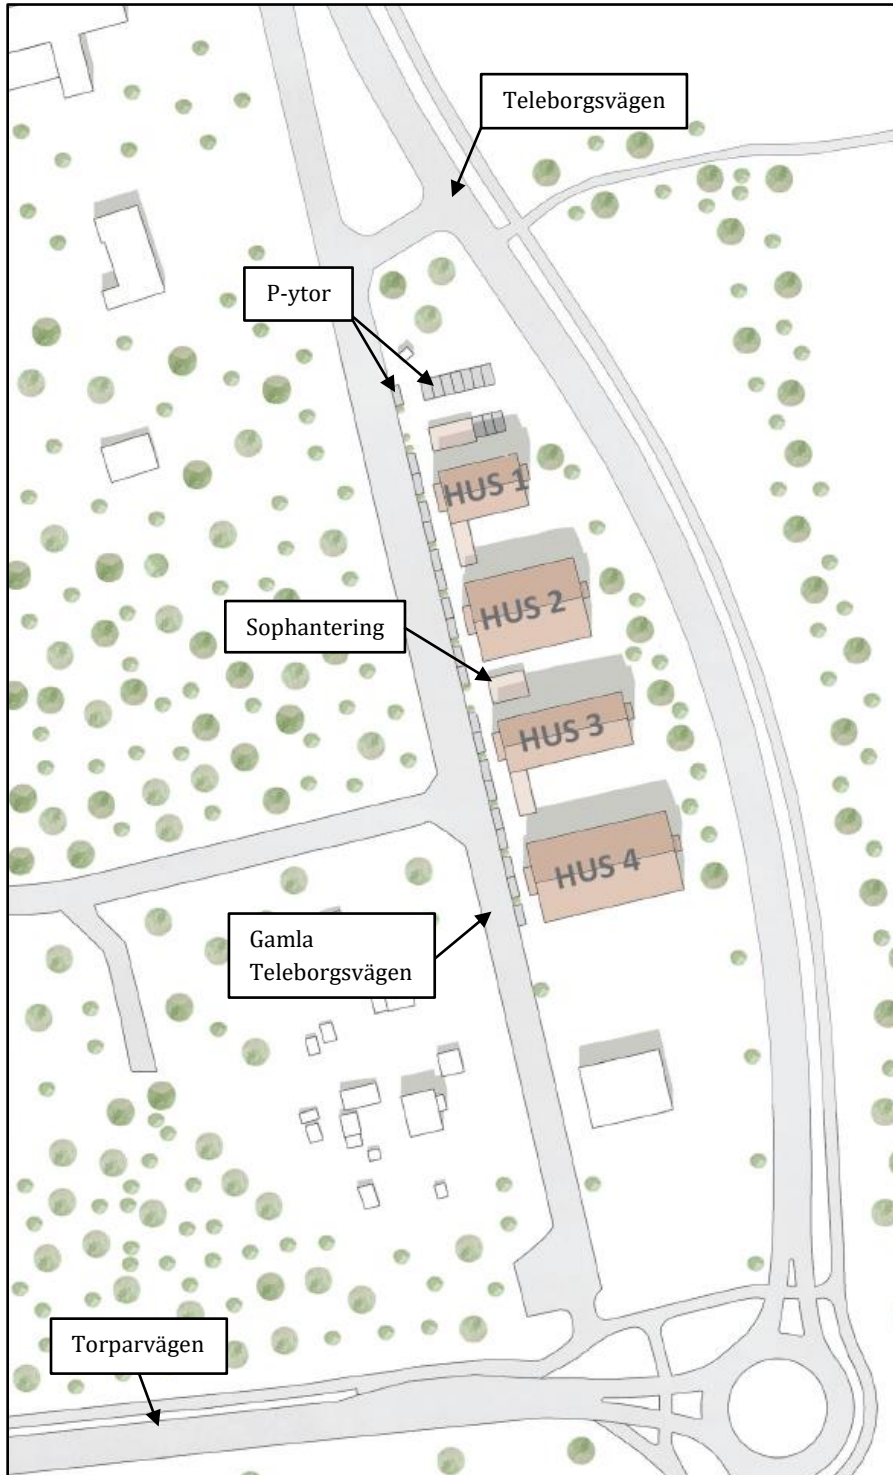 Teleborgsvägen
P-ytor
HUS 1
HUS 2
Sophantering
HUS 3
HUS 4
Gamla
Teleborgsvägen
Torparvägen